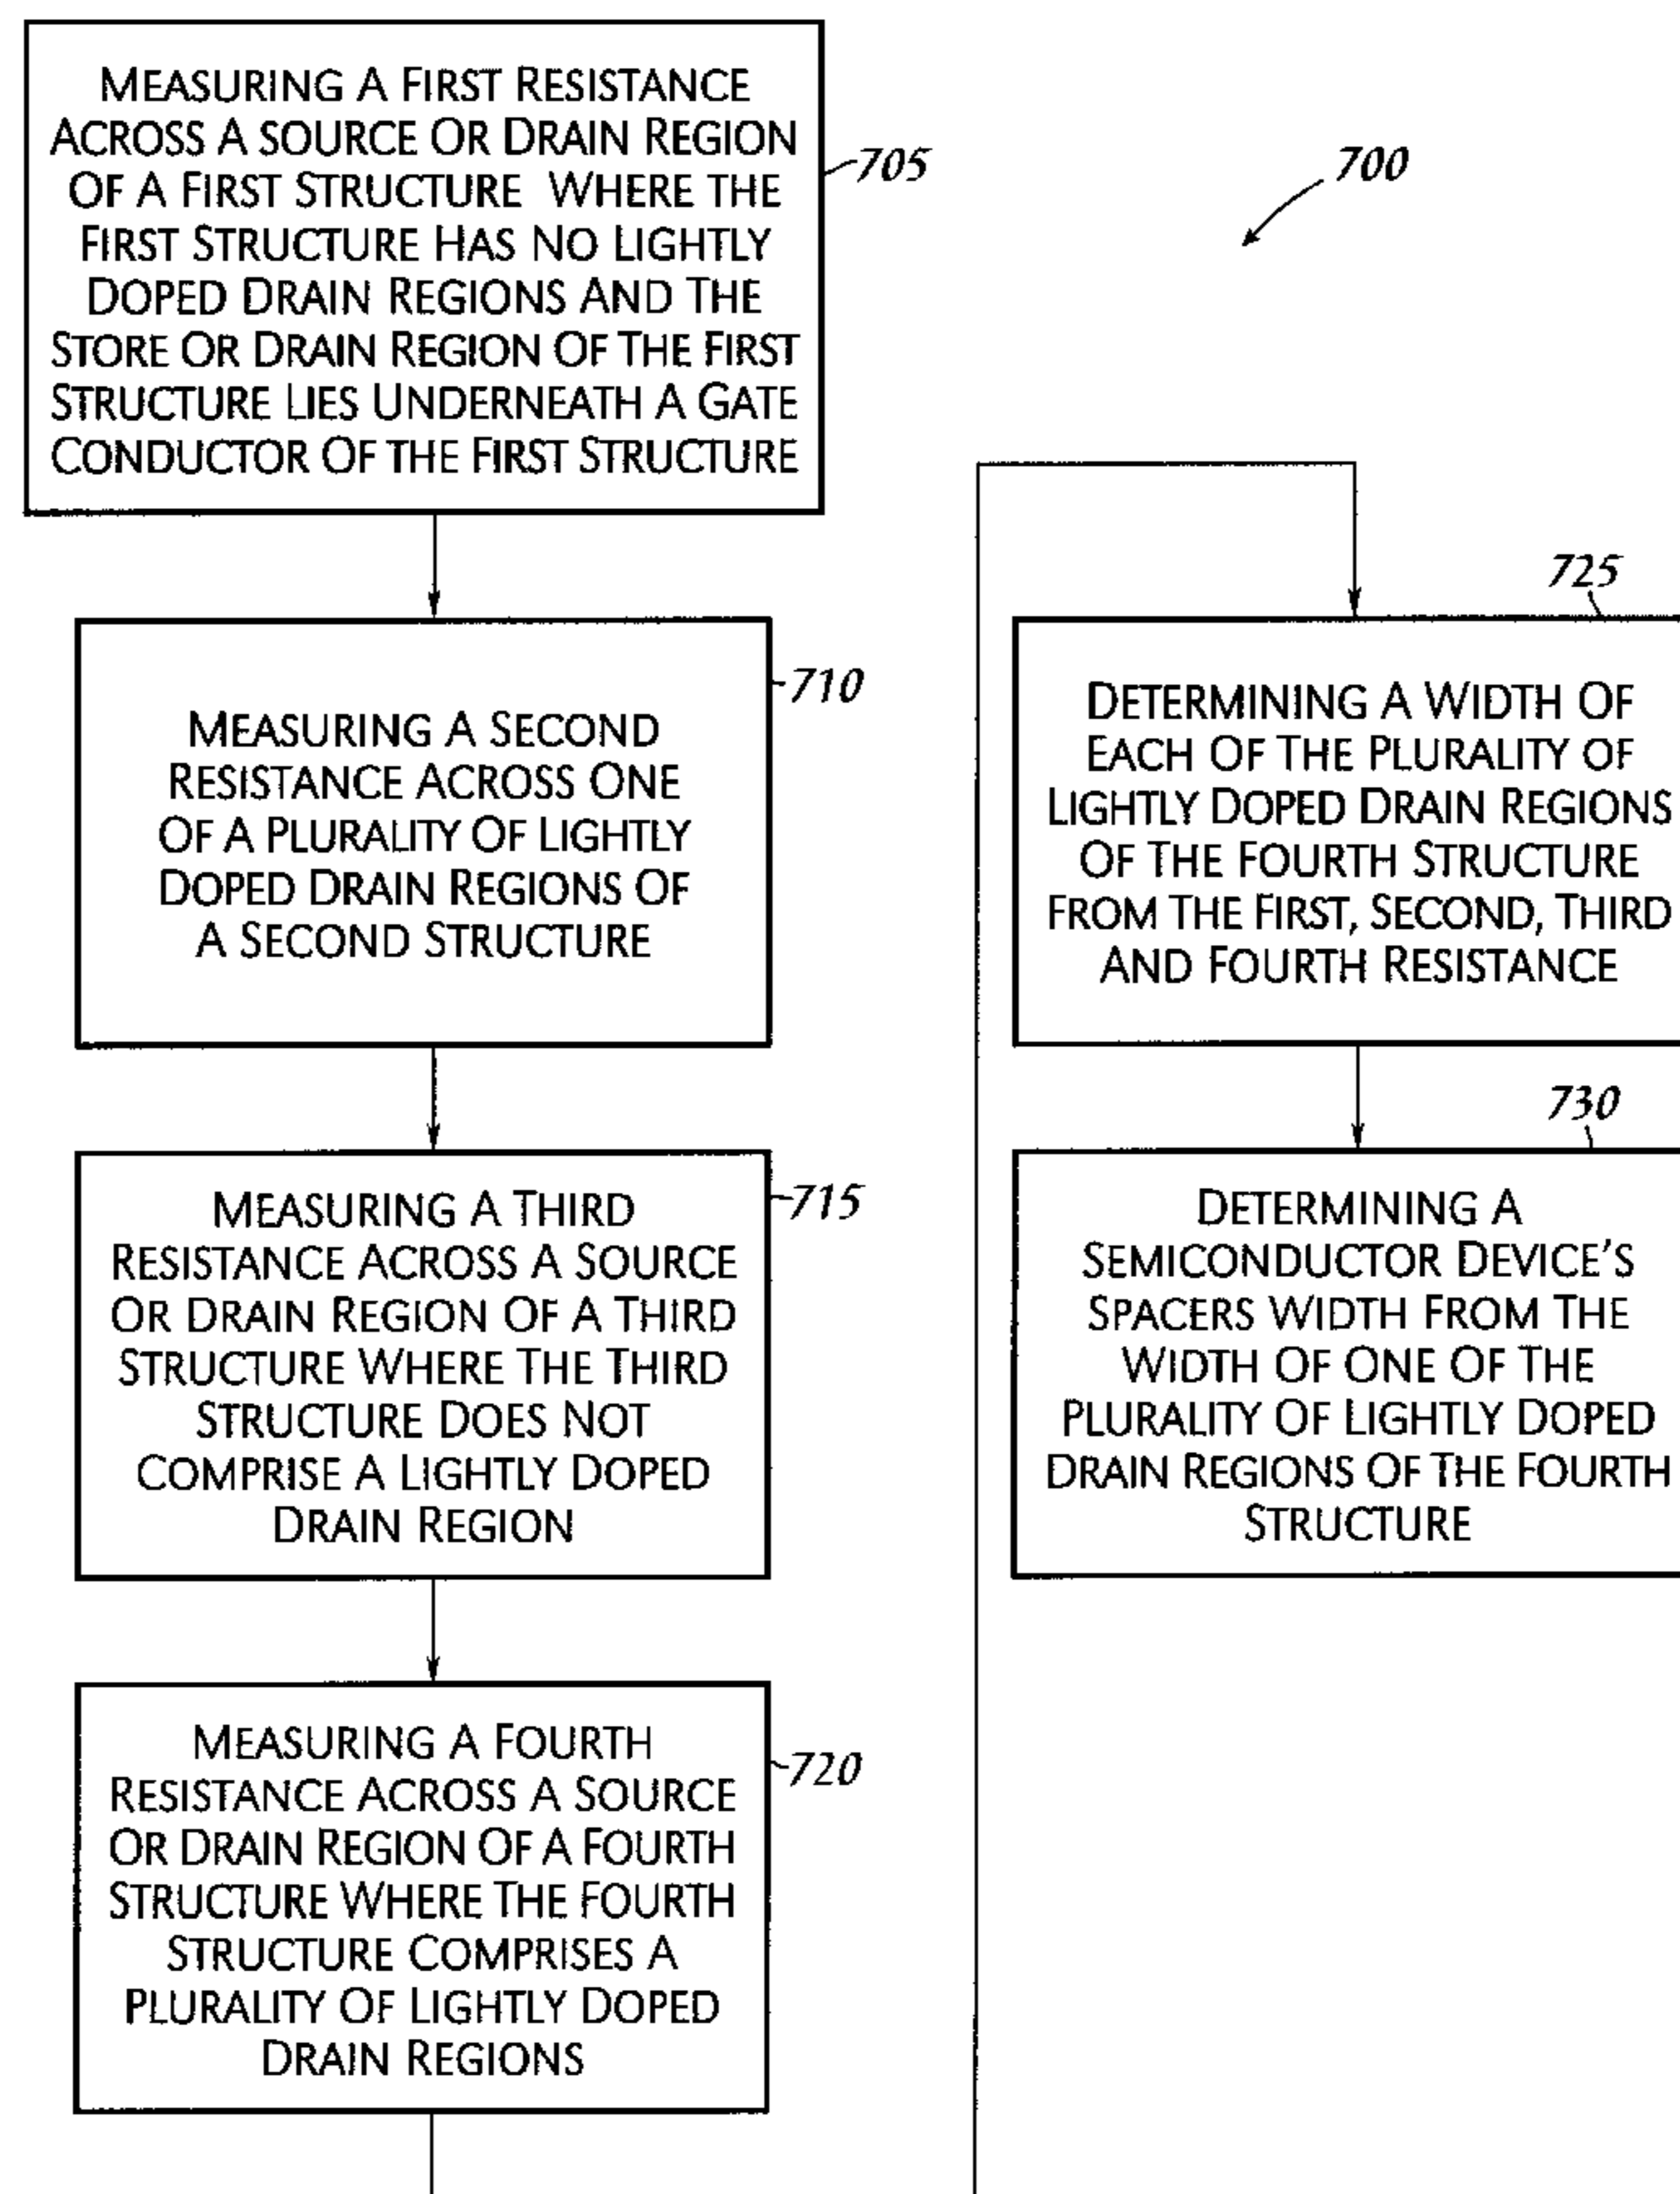 MEASURING A FIRST RESISTANCE
ACROSS A SOURCE OR DRAIN REGION
OF A FIRST STRUCTURE WHERE THE
FIRST STRUCTURE HAS NO LIGHTLY
DOPED DRAIN REGIONS AND THE
STORE OR DRAIN REGION OF THE FIRST
STRUCTURE LIES UNDERNEATH A GATE
CONDUCTOR OF THE FIRST STRUCTURE
705
700
MEASURING A SECOND
RESISTANCE ACROSS ONE
OF A PLURALITY OF LIGHTLY
DOPED DRAIN REGIONS OF
A SECOND STRUCTURE
710
MEASURING A THIRD
RESISTANCE ACROSS A SOURCE
OR DRAIN REGION OF A THIRD
STRUCTURE WHERE THE THIRD
STRUCTURE DOES NOT
COMPRISE A LIGHTLY DOPED
DRAIN REGION
715
MEASURING A FOURTH
RESISTANCE ACROSS A SOURCE
OR DRAIN REGION OF A FOURTH
STRUCTURE WHERE THE FOURTH
STRUCTURE COMPRISES A
PLURALITY OF LIGHTLY DOPED
DRAIN REGIONS
720
725
DETERMINING A WIDTH OF
EACH OF THE PLURALITY OF
LIGHTLY DOPED DRAIN REGIONS
OF THE FOURTH STRUCTURE
FROM THE FIRST, SECOND, THIRD
AND FOURTH RESISTANCE
730
DETERMINING A
SEMICONDUCTOR DEVICE'S
SPACERS WIDTH FROM THE
WIDTH OF ONE OF THE
PLURALITY OF LIGHTLY DOPED
DRAIN REGIONS OF THE FOURTH
STRUCTURE